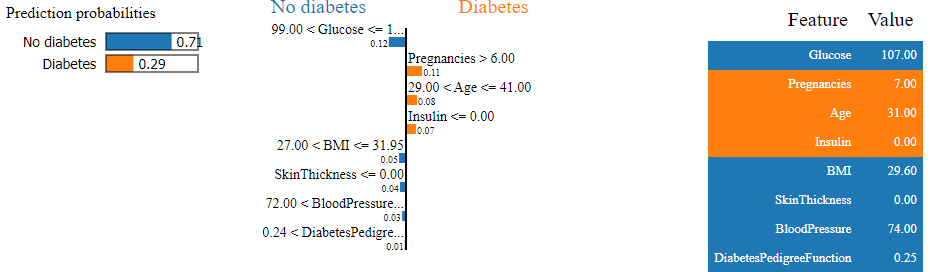 Prediction probabilities
No diabetes 0.71
Diabetes 0.29
No diabetes Diabetes
99.00 < Glucose <= 1...
0.12
Pregnancies > 6.00
0.11
29.00 < Age <= 41.00
0.08
Insulin <= 0.00
0.07
27.00 < BMI <= 31.95
0.05
SkinThickness <= 0.00
0.04
72.00 < BloodPressure...
0.03
0.24 < DiabetesPedigre...
0.01
Feature Value
Glucose 107.00
Pregnancies 7.00
Age 31.00
Insulin 0.00
BMI 29.60
SkinThickness 0.00
BloodPressure 74.00
DiabetesPedigreeFunction 0.25